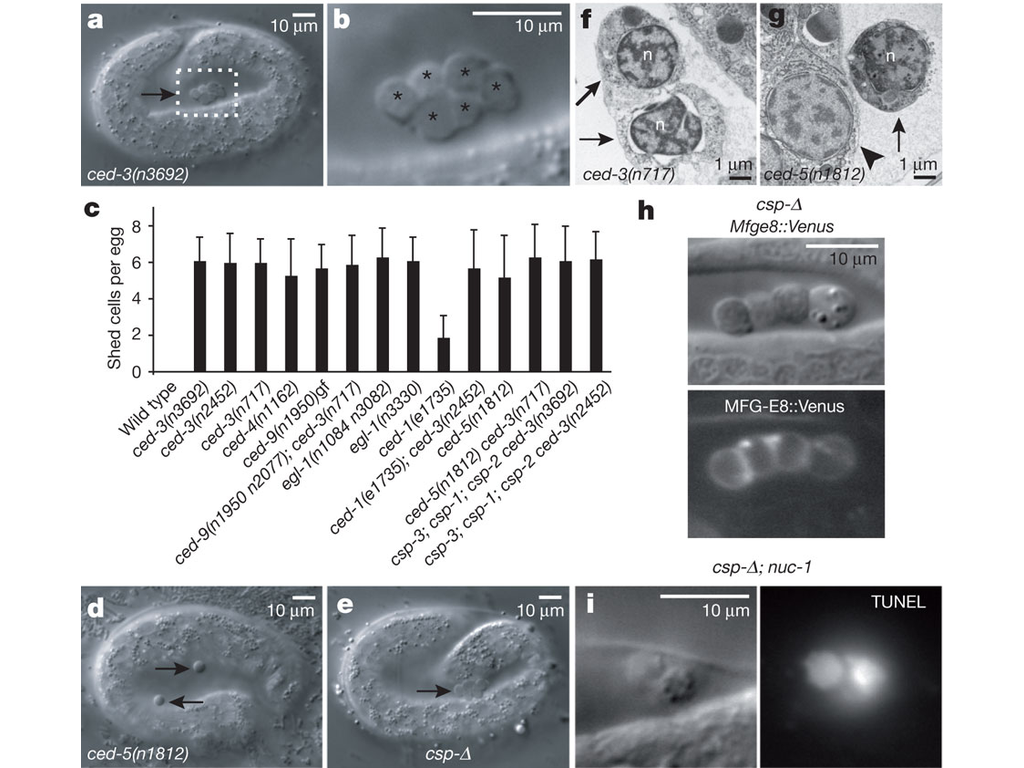 a
10 µm
ced-3(n3692)
b
10 µm
* * * * * *
f
n
n
ced-3(n717)
1 µm
g
n
ced-5(n1812)
1 µm
c
Shed cells per egg
8
6
4
2
0
Wild type
ced-3(n3692)
ced-3(n2452)
ced-3(n717)
ced-4(n1162)
ced-9(n1950)gf
ced-9(n1950 n2077); ced-3(n717)
egl-1(n1084 n3082)
egl-1(n3330)
ced-1(e1735)
ced-1(e1735); ced-3(n2452)
ced-5(n1812)
ced-5(n1812) ced-3(n717)
csp-3; csp-1; csp-2 ced-3(n3692)
csp-3; csp-1; csp-2 ced-3(n2452)
h
csp-Δ
Mfge8::Venus
10 µm
MFG-E8::Venus
d
10 µm
ced-5(n1812)
e
10 µm
csp-Δ
csp-Δ; nuc-1
i
10 µm
TUNEL